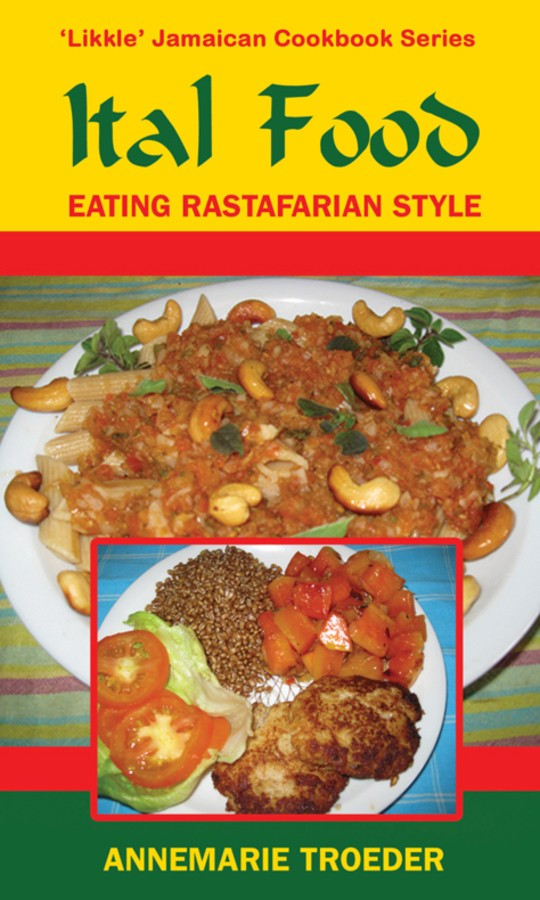 ‘Likkle’ Jamaican Cookbook Series
Ital Food
EATING RASTAFARIAN STYLE
ANNEMARIE TROEDER